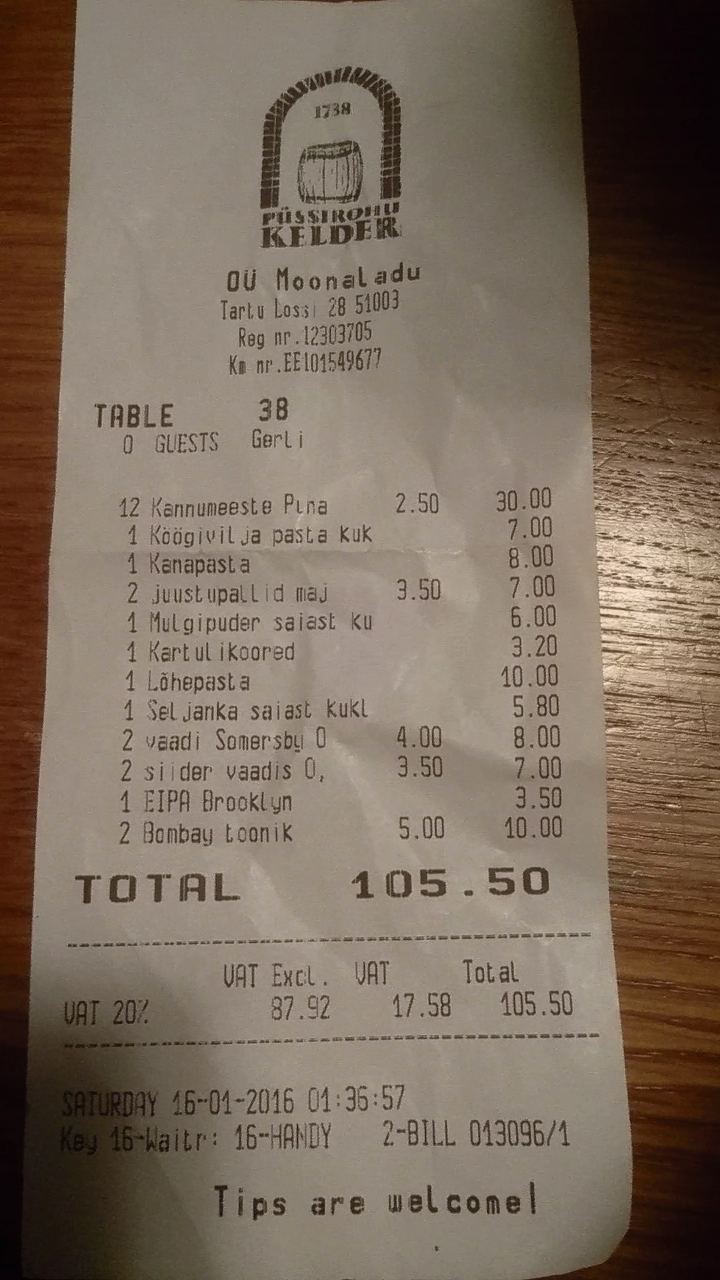 1738
PÜSSIROHU
KELDER
OÜ MoonaLadu
Tartu Lossi 28 51003
Reg nr.12303705
Km nr.EE101549677
TABLE 38
0 GUESTS Gerli
12 Kannumeeste Puna 2.50 30.00
1 Köögivilja pasta kuk 7.00
1 Kanapasta 8.00
2 juustupallid maj 3.50 7.00
1 Mulgipuder saiast ku 6.00
1 Kartulikoored 3.20
1 Lõhepasta 10.00
1 Seljanka saiast kukl 5.80
2 vaadi Somersby 0 4.00 8.00
2 siider vaadis 0, 3.50 7.00
1 EIPA Brooklyn 3.50
2 Bombay toonik 5.00 10.00
TOTAL 105.50
VAT Excl. VAT Total
VAT 20% 87.92 17.58 105.50
SATURDAY 16-01-2016 01:36:57
Key 16-Waitr: 16-HANDY 2-BILL 013096/1
Tips are welcome!